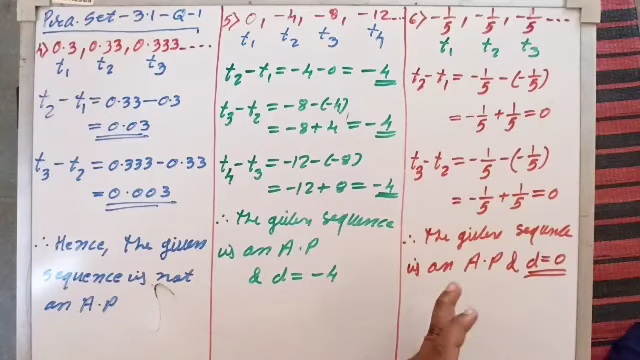 Pra. Set - 3.1 - Q-1
4) 0.3, 0.33, 0.333.....
t₁ t₂ t₃
t₂ - t₁ = 0.33 - 0.3
= 0.03
t₃ - t₂ = 0.333 - 0.33
= 0.003
∴ Hence, the given
sequence is not
an A.P
5) 0, -4, -8, -12...
t₁ t₂ t₃ t₄
t₂ - t₁ = -4 - 0 = -4
t₃ - t₂ = -8 - (-4)
= -8 + 4 = -4
t₄ - t₃ = -12 - (-8)
= -12 + 8 = -4
∴ The given sequence
is an A.P
& d = -4
6) -1/5, -1/5, -1/5 ....
t₁ t₂ t₃
t₂ - t₁ = -1/5 - (-1/5)
= -1/5 + 1/5 = 0
t₃ - t₂ = -1/5 - (-1/5)
= -1/5 + 1/5 = 0
∴ The given sequence
is an A.P & d = 0